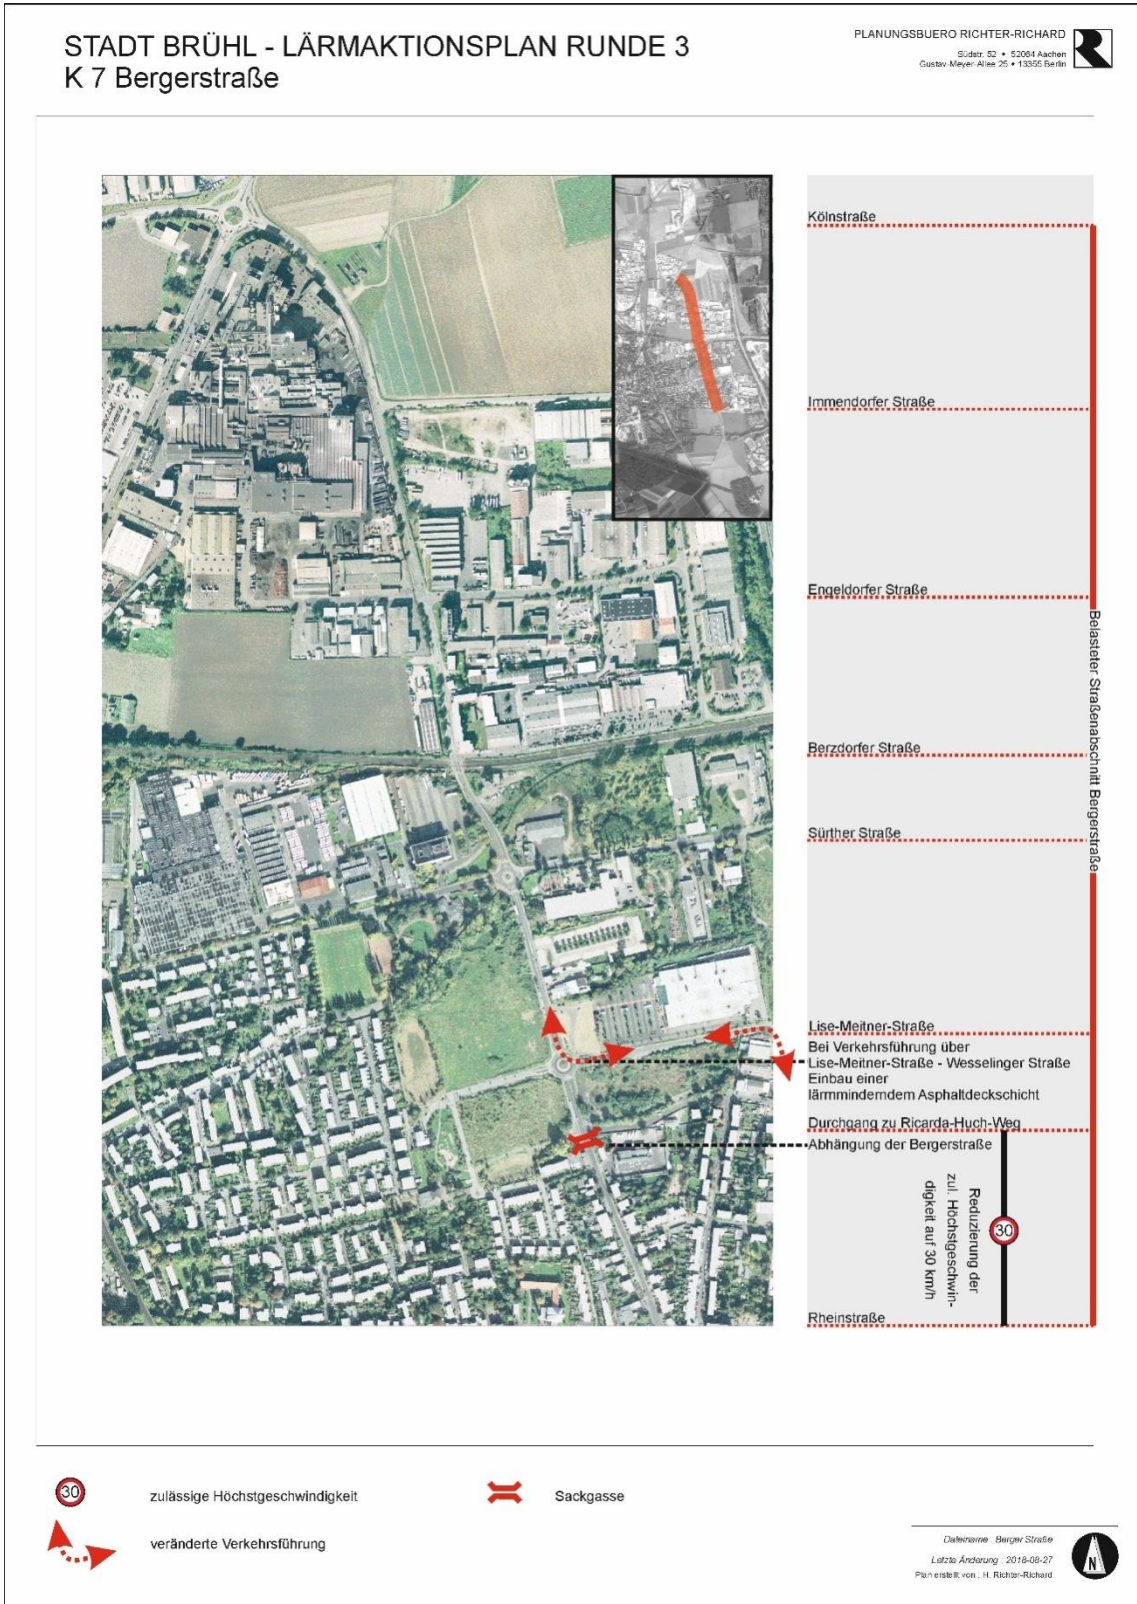 STADT BRÜHL - LÄRMAKTIONSPLAN RUNDE 3
K 7 Bergerstraße
PLANUNGSBUERO RICHTER-RICHARD
Südstr. 52 • 52064 Aachen
Gustav-Meyer-Allee 25 • 13355 Berlin
Kölnstraße
Immendorfer Straße
Engeldorfer Straße
Belasteter Straßenabschnitt Bergerstraße
Berzdorfer Straße
Sürther Straße
Lise-Meitner-Straße
Bei Verkehrsführung über
Lise-Meitner-Straße - Wesselinger Straße
Einbau einer
lärmminderndem Asphaltdeckschicht
Durchgang zu Ricarda-Huch-Weg
Abhängung der Bergerstraße
Reduzierung der
zul. Höchstgeschwin-
digkeit auf 30 km/h
30
Rheinstraße
30
zulässige Höchstgeschwindigkeit
Sackgasse
veränderte Verkehrsführung
Dateiname : Berger Straße
Letzte Änderung : 2018-08-27
Plan erstellt von : H. Richter-Richard
N